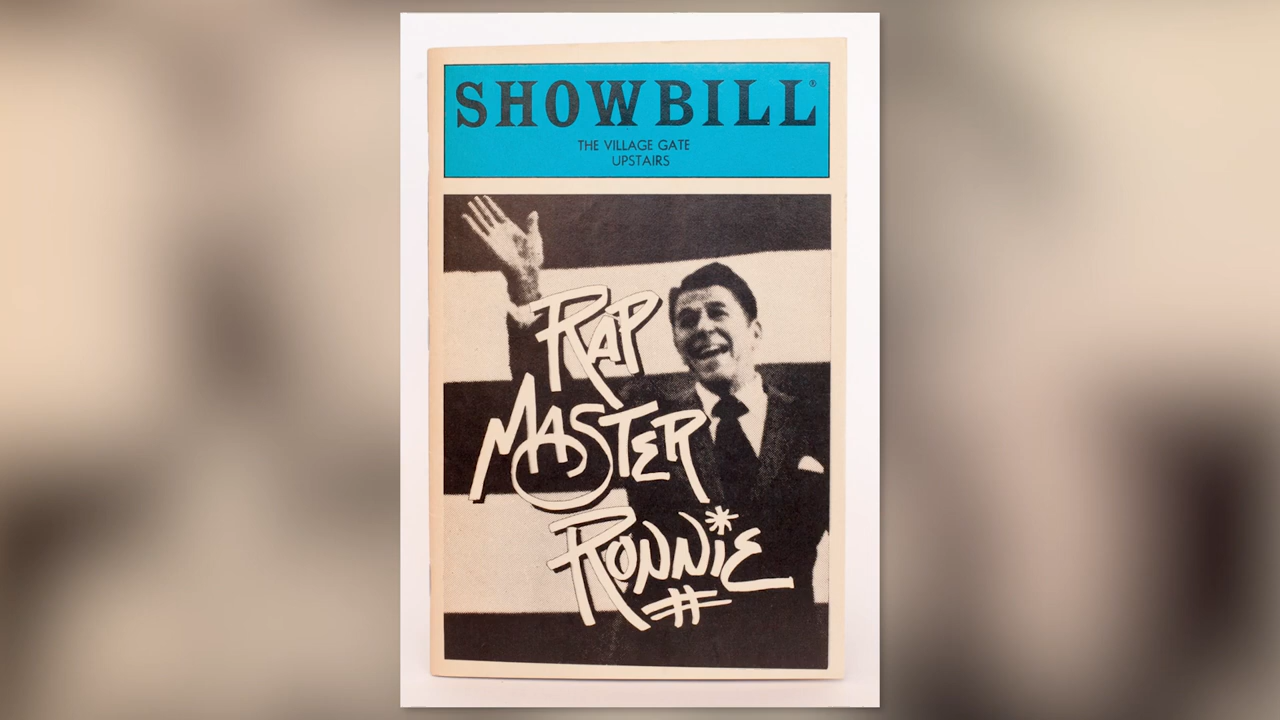 SHOWBILL®
THE VILLAGE GATE
UPSTAIRS
RAP
MASTER
RONNIE